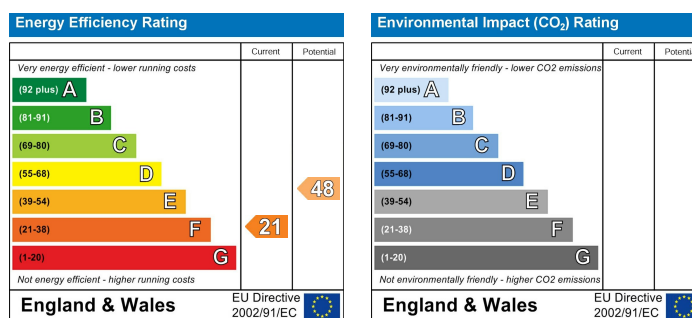 Energy Efficiency Rating
Current Potential
Very energy efficient - lower running costs
(92 plus) A
(81-91) B
(69-80) C
(55-68) D
(39-54) E
(21-38) F
(1-20) G
48
21
Not energy efficient - higher running costs
England & Wales
EU Directive
2002/91/EC
Environmental Impact (CO₂) Rating
Current Potential
Very environmentally friendly - lower CO2 emissions
(92 plus) A
(81-91) B
(69-80) C
(55-68) D
(39-54) E
(21-38) F
(1-20) G
Not environmentally friendly - higher CO2 emissions
England & Wales
EU Directive
2002/91/EC